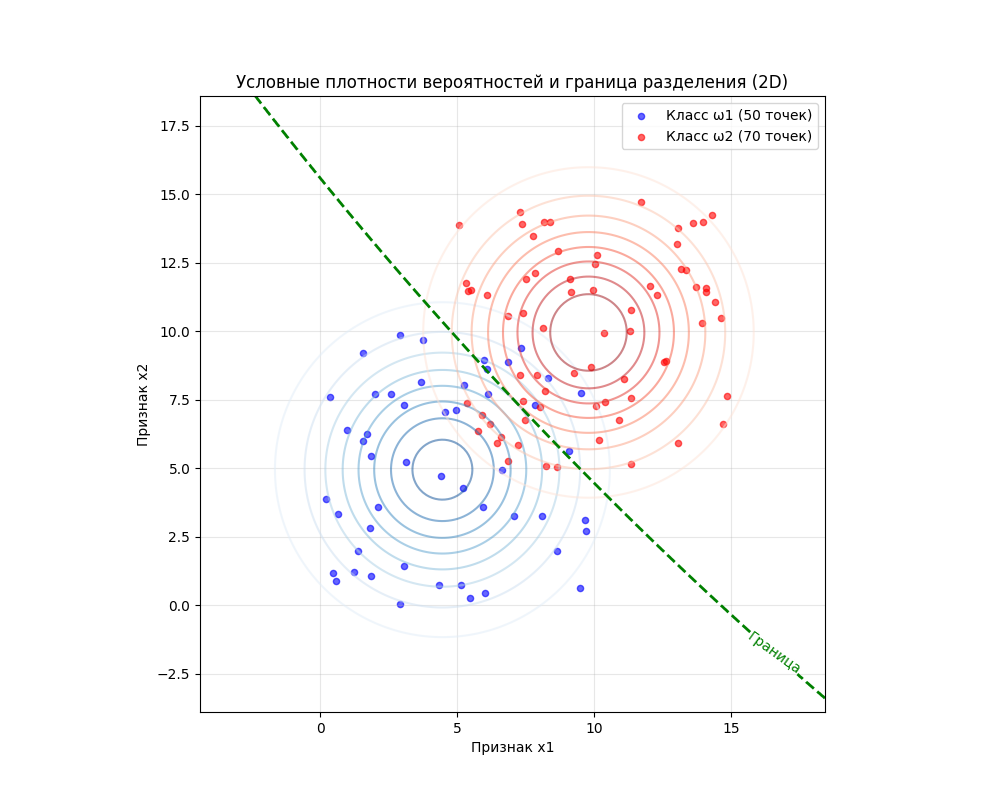 Условные плотности вероятностей и граница разделения (2D)
Класс ω1 (50 точек)
Класс ω2 (70 точек)
17.5
15.0
12.5
10.0
7.5
5.0
2.5
0.0
−2.5
Признак x2
Граница
0
5
10
15
Признак x1